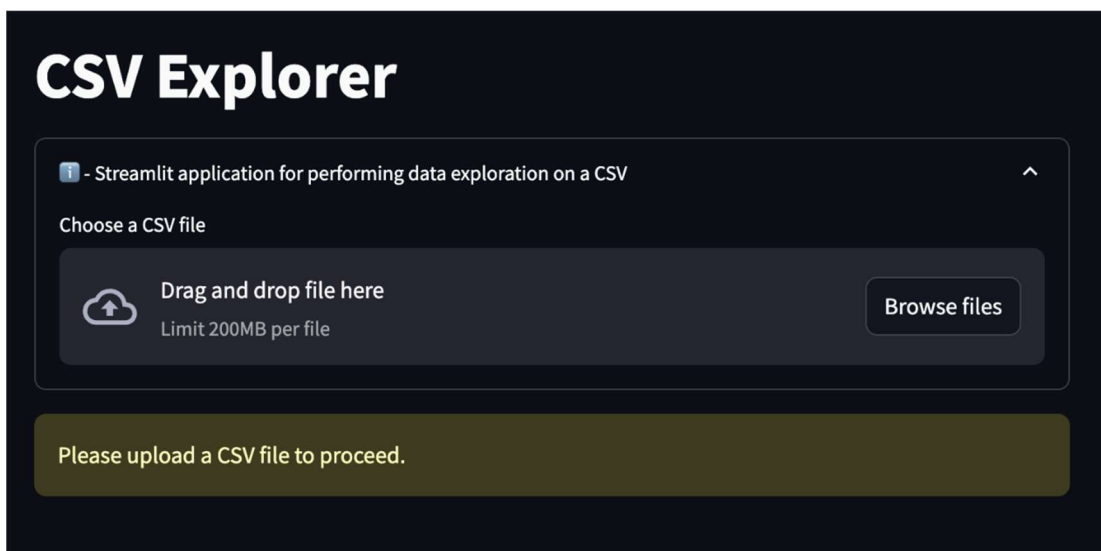 CSV Explorer
ℹ️ - Streamlit application for performing data exploration on a CSV
Choose a CSV file
Drag and drop file here
Limit 200MB per file
Browse files
Please upload a CSV file to proceed.